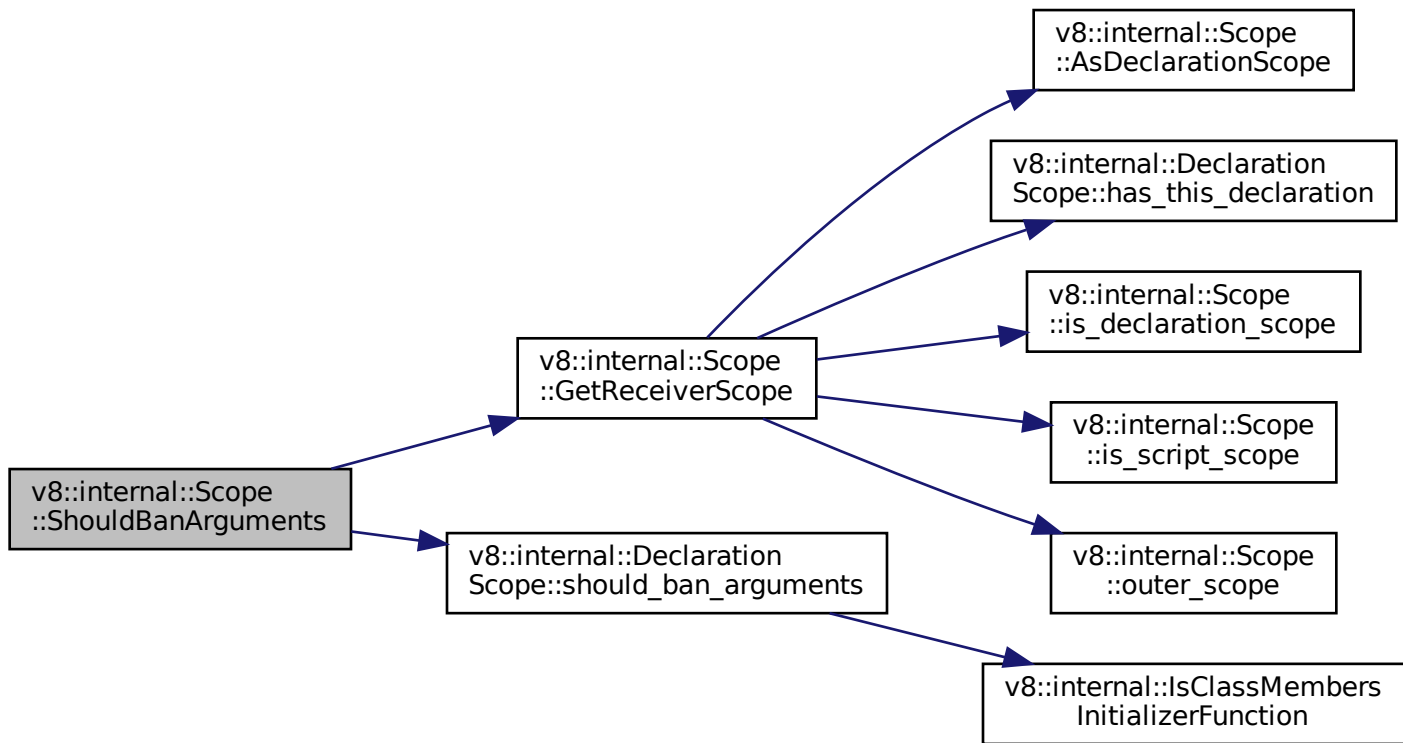 v8::internal::Scope
::AsDeclarationScope
v8::internal::Declaration
Scope::has_this_declaration
v8::internal::Scope
::is_declaration_scope
v8::internal::Scope
::GetReceiverScope
v8::internal::Scope
::is_script_scope
v8::internal::Scope
::ShouldBanArguments
v8::internal::Scope
::outer_scope
v8::internal::Declaration
Scope::should_ban_arguments
v8::internal::IsClassMembers
InitializerFunction